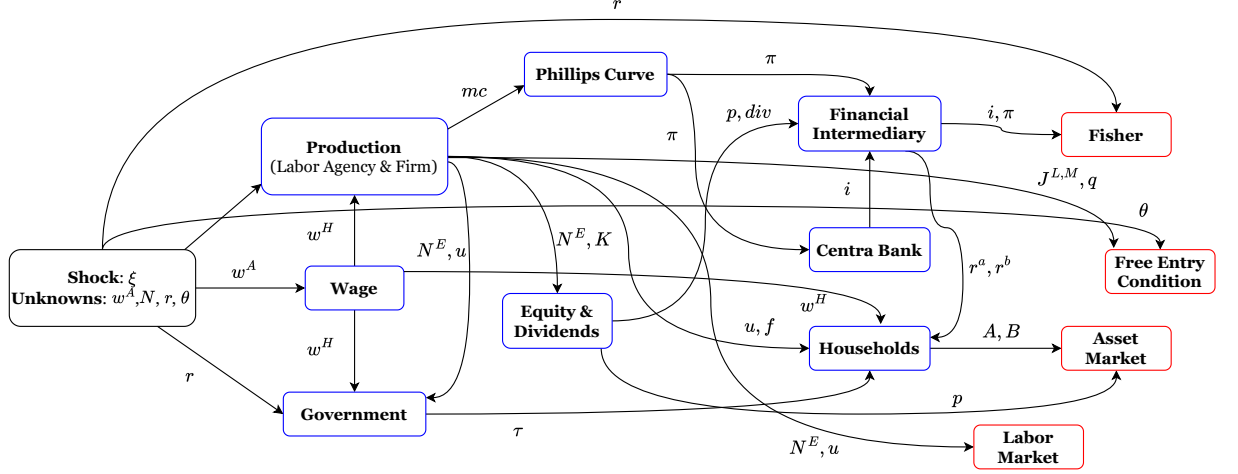 r
Phillips Curve
π
mc
p, div
Financial
Intermediary
i, π
Fisher
Production
(Labor Agency & Firm)
π
i
J^{L,M}, q
θ
w^H
N^E, u
N^E, K
Centra Bank
r^a, r^b
Free Entry
Condition
Shock: ξ
Unknowns: w^A,N, r, θ
w^A
Wage
Equity &
Dividends
w^H
u, f
Households
A, B
Asset
Market
w^H
r
Government
τ
p
N^E, u
Labor
Market